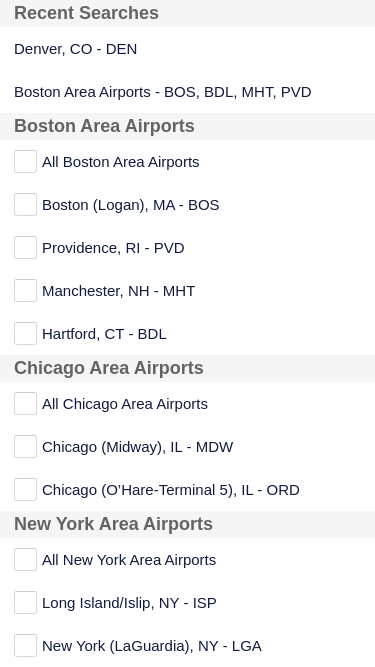 Recent Searches
Denver, CO - DEN
Boston Area Airports - BOS, BDL, MHT, PVD
Boston Area Airports
All Boston Area Airports
Boston (Logan), MA - BOS
Providence, RI - PVD
Manchester, NH - MHT
Hartford, CT - BDL
Chicago Area Airports
All Chicago Area Airports
Chicago (Midway), IL - MDW
Chicago (O’Hare-Terminal 5), IL - ORD
New York Area Airports
All New York Area Airports
Long Island/Islip, NY - ISP
New York (LaGuardia), NY - LGA